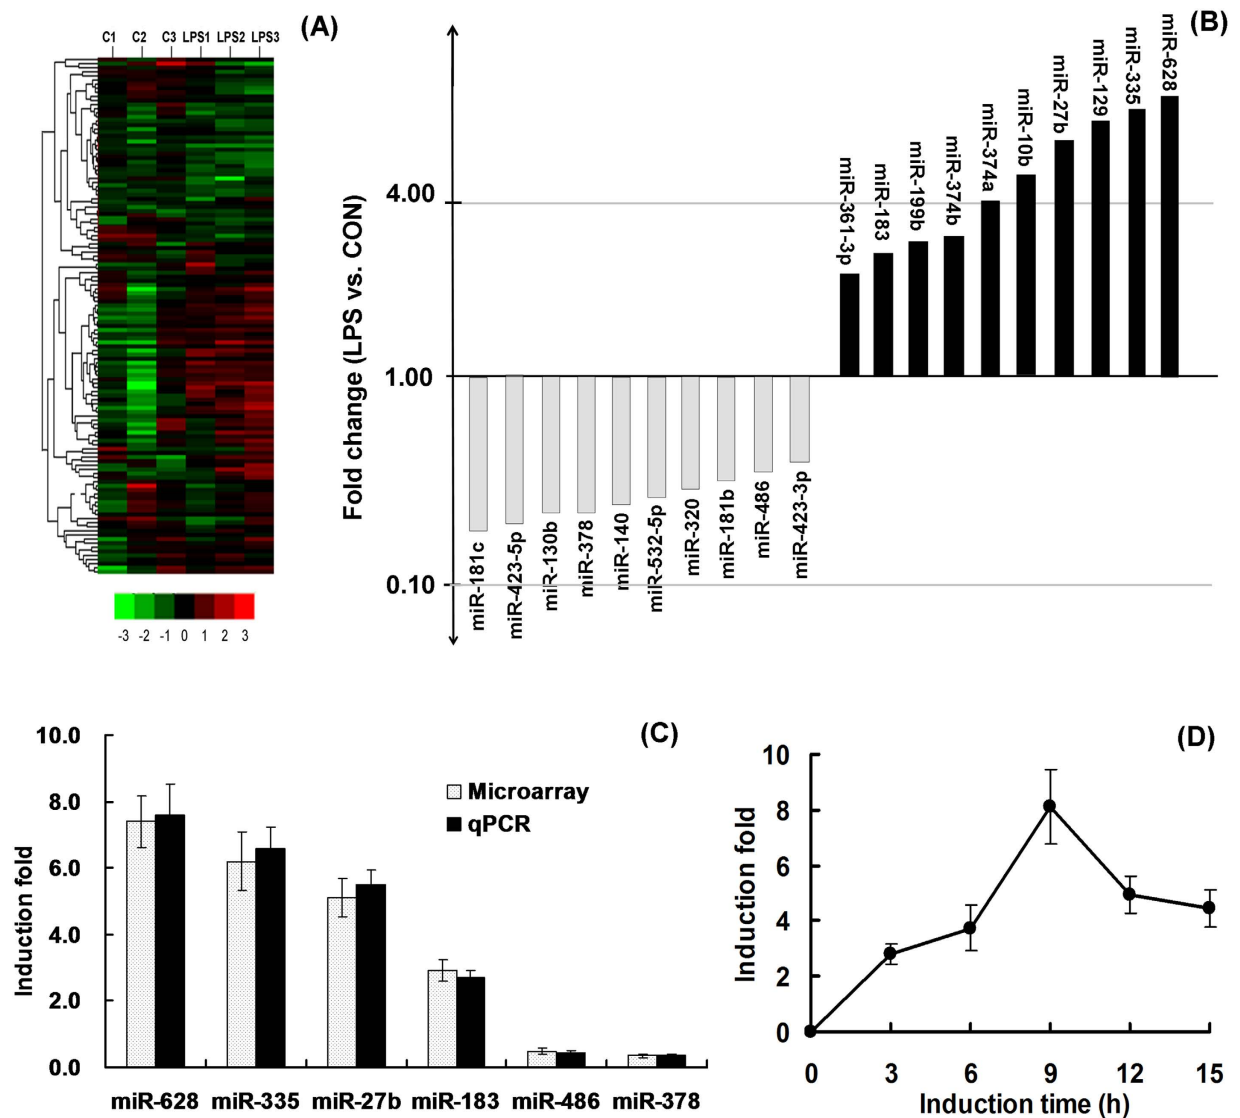 (A)
C1 C2 C3 LPS1 LPS2 LPS3
-3 -2 -1 0 1 2 3
(B)
Fold change (LPS vs. CON)
4.00
1.00
0.10
miR-181c
miR-423-5p
miR-130b
miR-378
miR-140
miR-532-5p
miR-320
miR-181b
miR-486
miR-423-3p
miR-361-3p
miR-183
miR-199b
miR-374b
miR-374a
miR-10b
miR-27b
miR-129
miR-335
miR-628
(C)
Induction fold
10.0
8.0
6.0
4.0
2.0
0.0
Microarray
qPCR
miR-628 miR-335 miR-27b miR-183 miR-486 miR-378
(D)
Induction fold
10
8
6
4
2
0
0 3 6 9 12 15
Induction time (h)